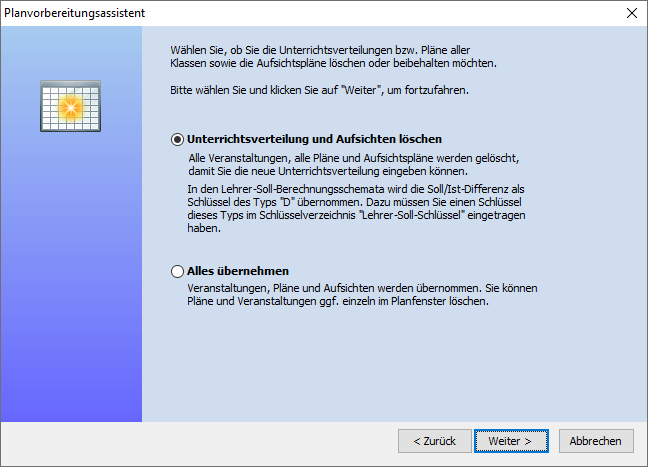 Planvorbereitungsassistent
Wählen Sie, ob Sie die Unterrichtsverteilungen bzw. Pläne aller
Klassen sowie die Aufsichtspläne löschen oder beibehalten möchten.
Bitte wählen Sie und klicken Sie auf "Weiter", um fortzufahren.
Unterrichtsverteilung und Aufsichten löschen
Alle Veranstaltungen, alle Pläne und Aufsichtspläne werden gelöscht,
damit Sie die neue Unterrichtsverteilung eingeben können.
In den Lehrer-Soll-Berechnungsschemata wird die Soll/Ist-Differenz als
Schlüssel des Typs "D" übernommen. Dazu müssen Sie einen Schlüssel
dieses Typs im Schlüsselverzeichnis "Lehrer-Soll-Schlüssel" eingetragen
haben.
Alles übernehmen
Veranstaltungen, Pläne und Aufsichten werden übernommen. Sie können
Pläne und Veranstaltungen ggf. einzeln im Planfenster löschen.
< Zurück Weiter > Abbrechen